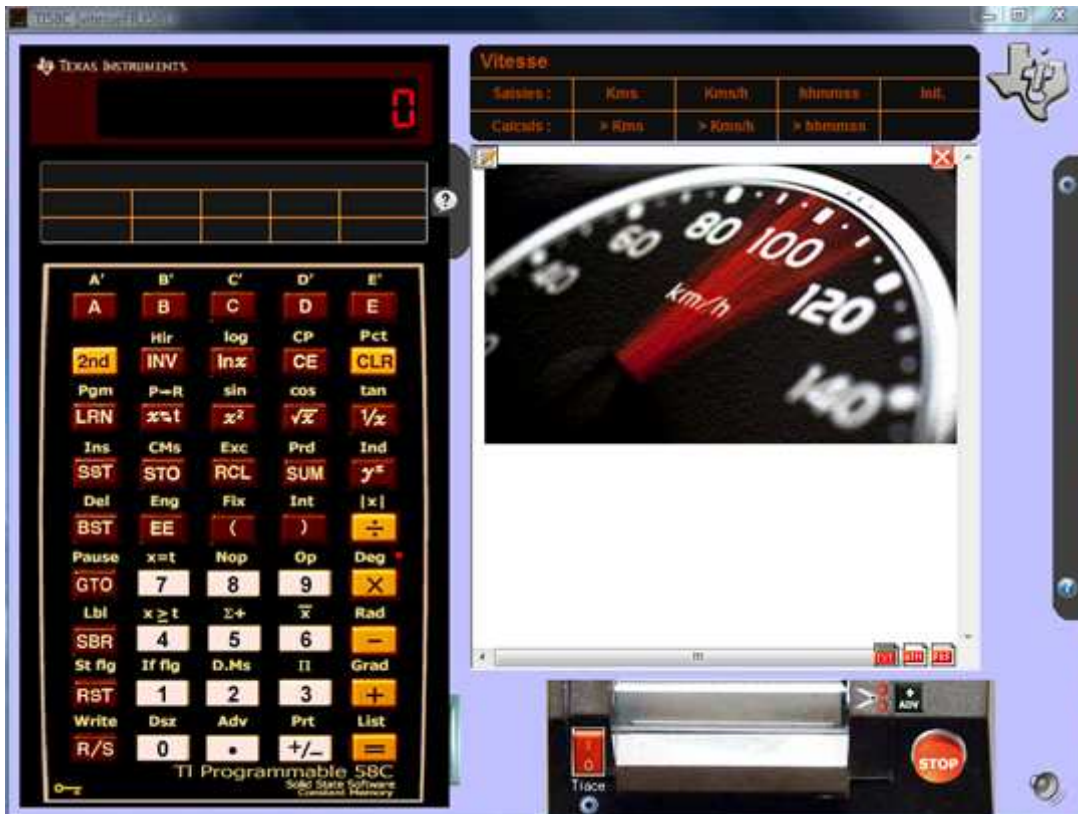 TEXAS INSTRUMENTS
0
A' B' C' D' E'
A B C D E
Hir log CP Pct
2nd INV lnx CE CLR
Pgm P→R sin cos tan
LRN x⇆t x² √x 1/x
Ins CMs Exc Prd Ind
SST STO RCL SUM yˣ
Del Eng Fix Int |x|
BST EE ( ) ÷
Pause x=t Nop Op Deg
GTO 7 8 9 ×
Lbl x≥t Σ+ x̄ Rad
SBR 4 5 6 −
St flg If flg D.Ms Π Grad
RST 1 2 3 +
Write Dsz Adv Prt List
R/S 0 . +/− =
TI Programmable 58C
Solid State Software
Constant Memory
Vitesse
Saisies : Kms Km/h hhmmss Init.
Calculs : > Kms > Km/h > hhmmss
40 60 80 100 120 140
km/h
ADV
Trace
STOP